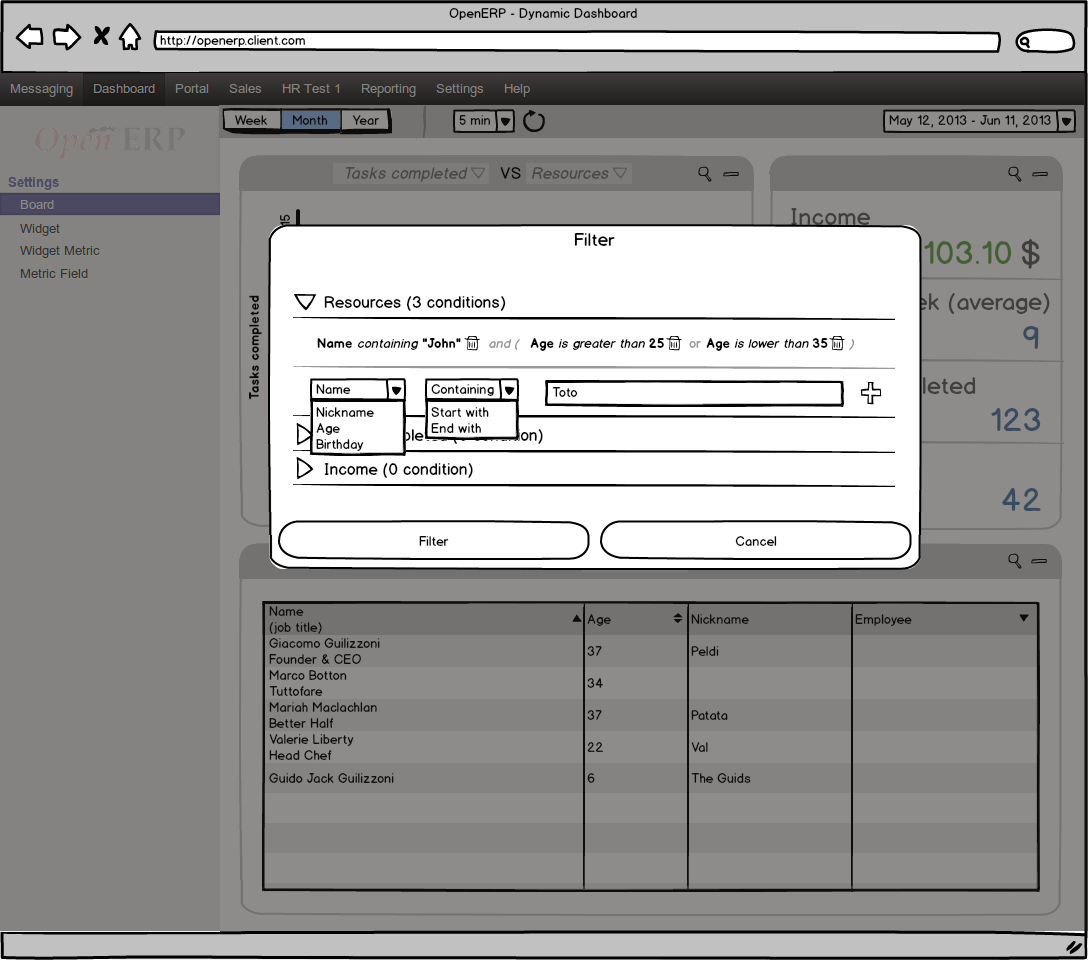 OpenERP - Dynamic Dashboard
http://openerp.client.com
Messaging Dashboard Portal Sales HR Test 1 Reporting Settings Help
Open ERP
Week Month Year 5 min May 12, 2013 - Jun 11, 2013
Settings
Board
Widget
Widget Metric
Metric Field
Tasks completed VS Resources
15
Tasks completed
Income
103.10 $
(average)
9
123
42
Filter
Resources (3 conditions)
Name containing "John" and ( Age is greater than 25 or Age is lower than 35 )
Name Containing Toto
Nickname Start with
Age End with
Birthday
Income (0 condition)
Filter Cancel
Name
(job title) Age Nickname Employee
Giacomo Guilizzoni
Founder & CEO 37 Peldi
Marco Botton
Tuttofare 34
Mariah Maclachlan
Better Half 37 Patata
Valerie Liberty
Head Chef 22 Val
Guido Jack Guilizzoni 6 The Guids